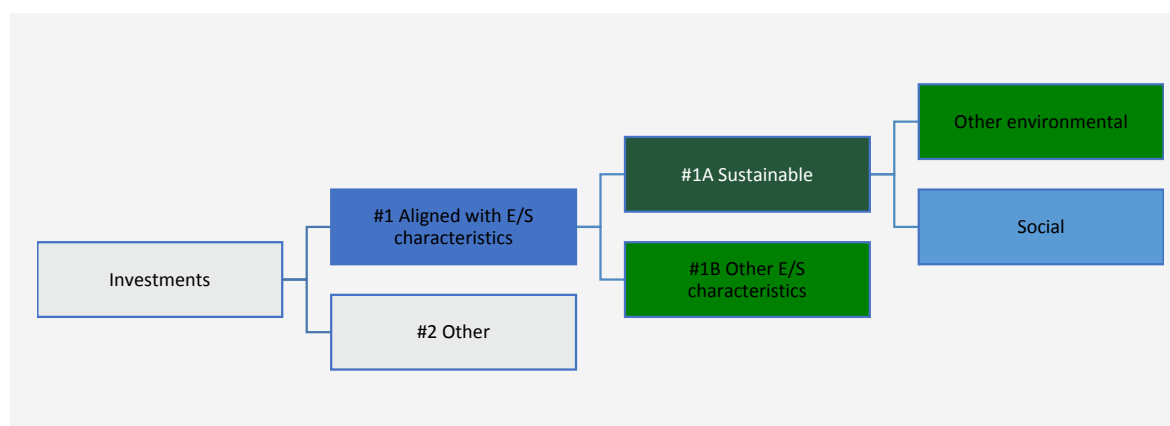 Investments
#1 Aligned with E/S
characteristics
#2 Other
#1A Sustainable
#1B Other E/S
characteristics
Other environmental
Social